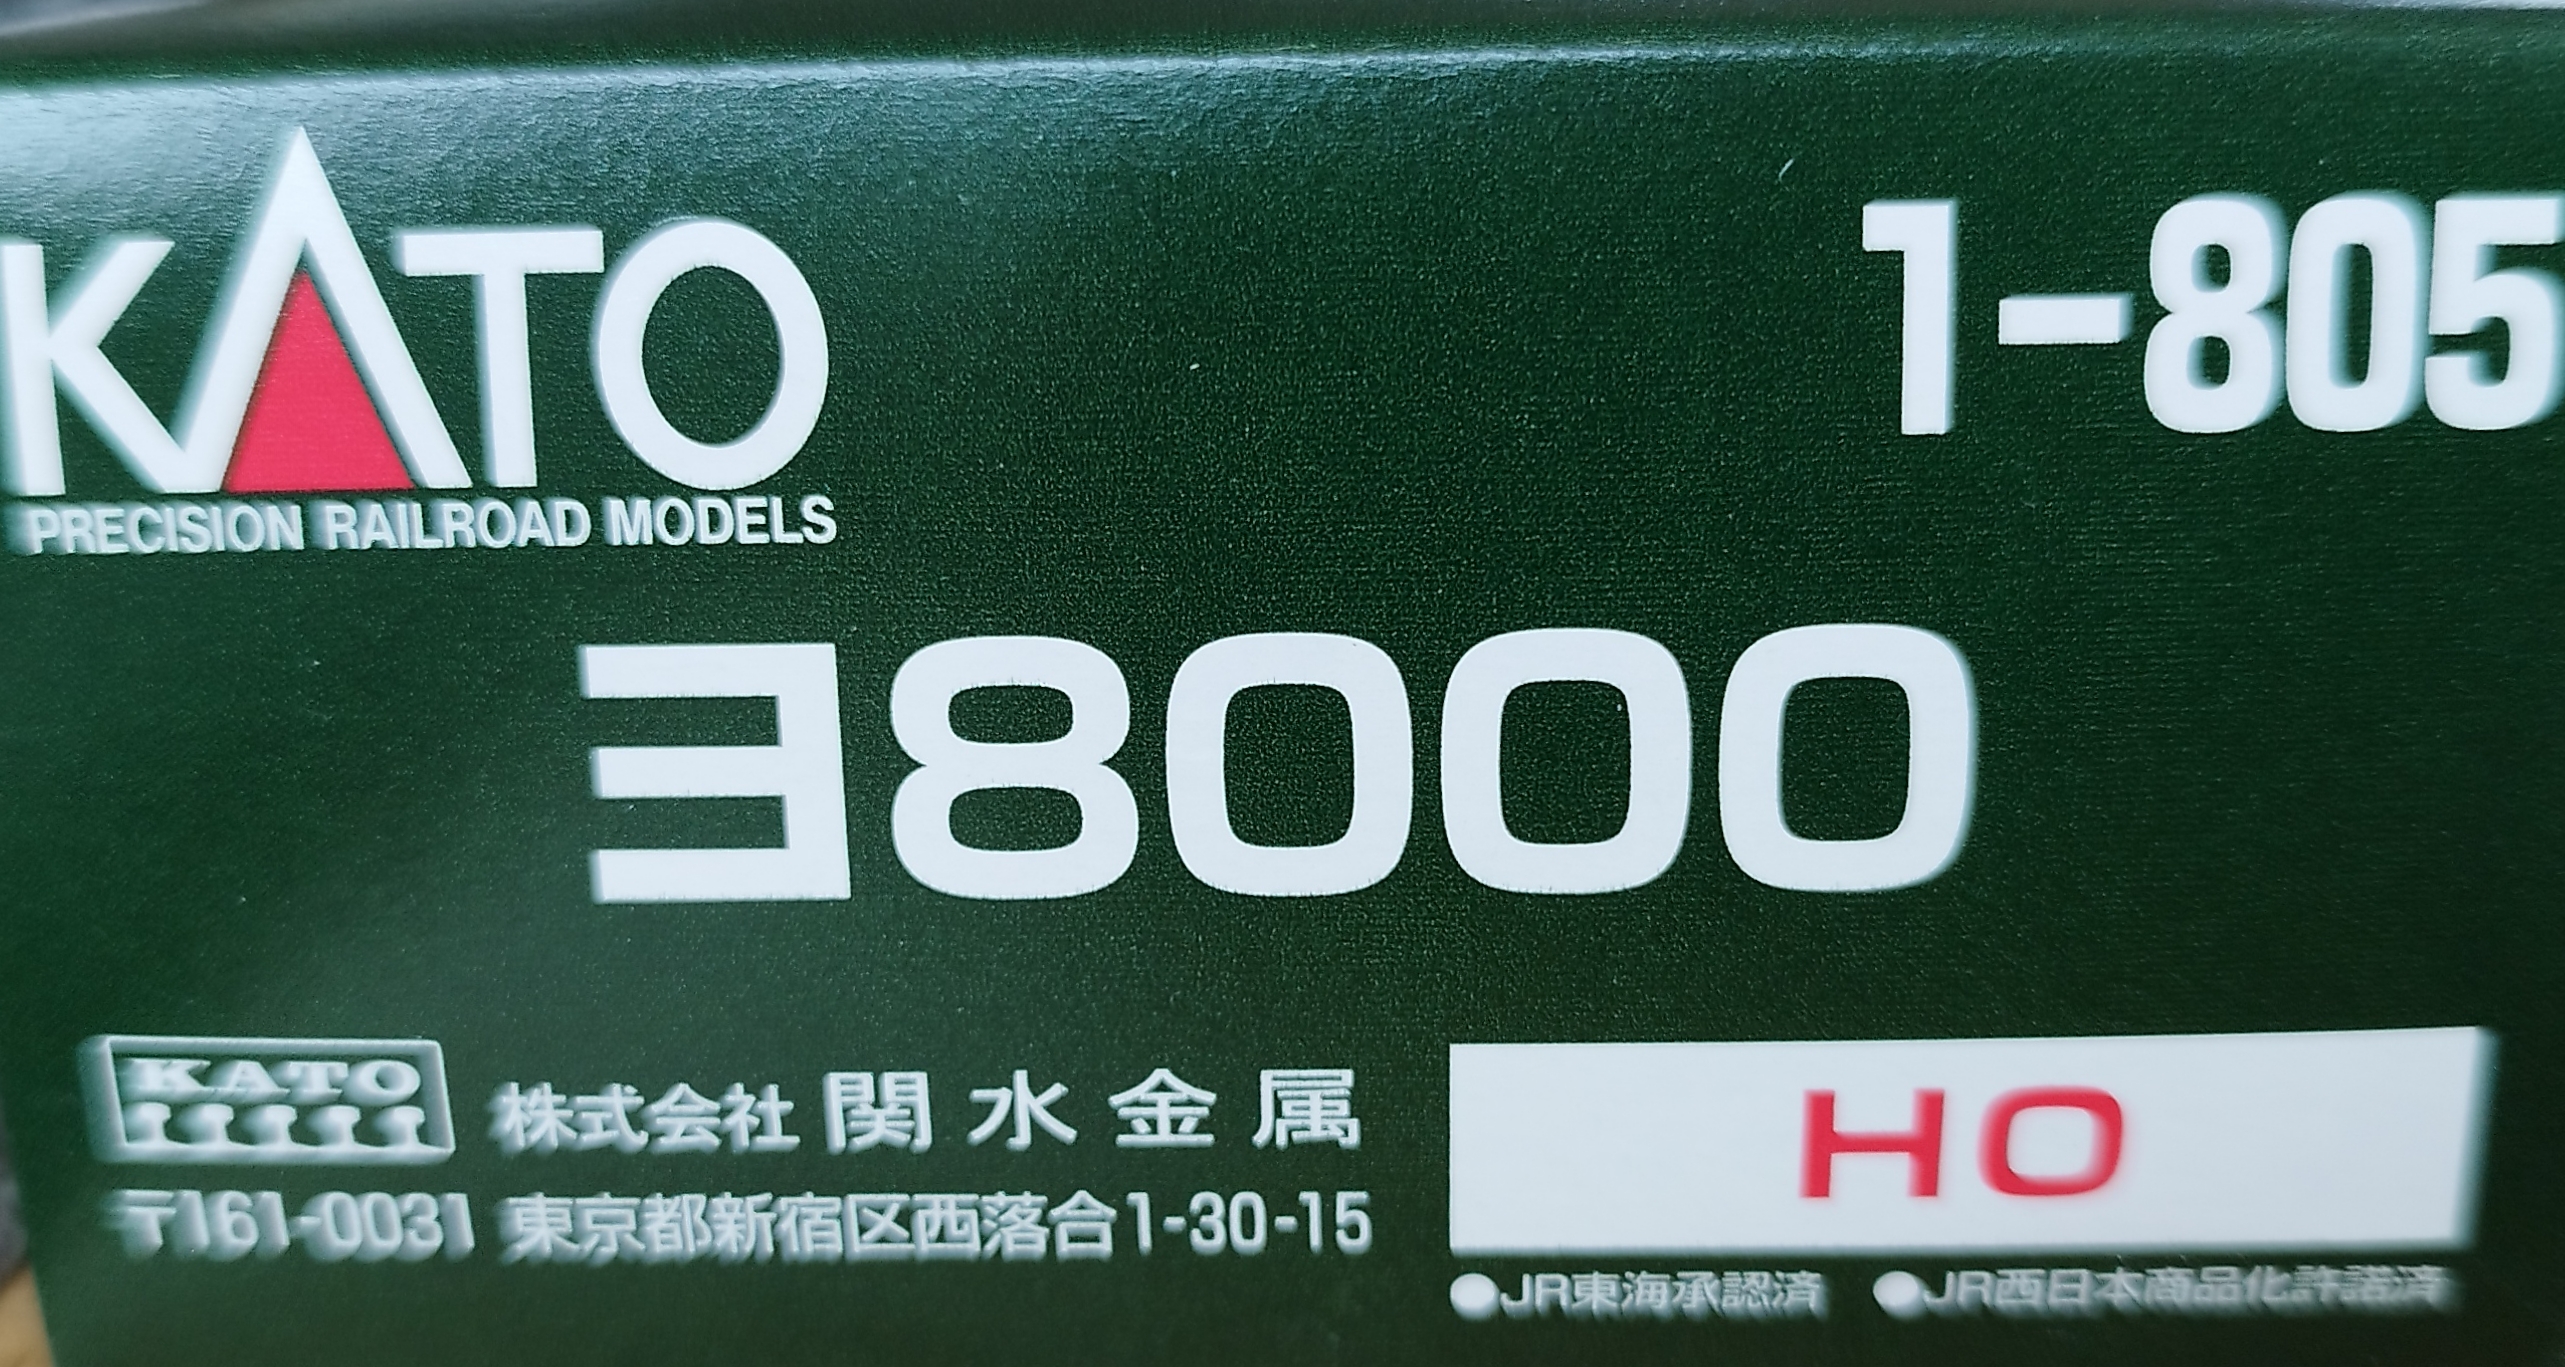 KATO
1-805
PRECISION RAILROAD MODELS
ヨ8000
KATO
株式会社 関水金属
〒161-0031 東京都新宿区西落合1-30-15
HO
●JR東海承認済 ●JR西日本商品化許諾済